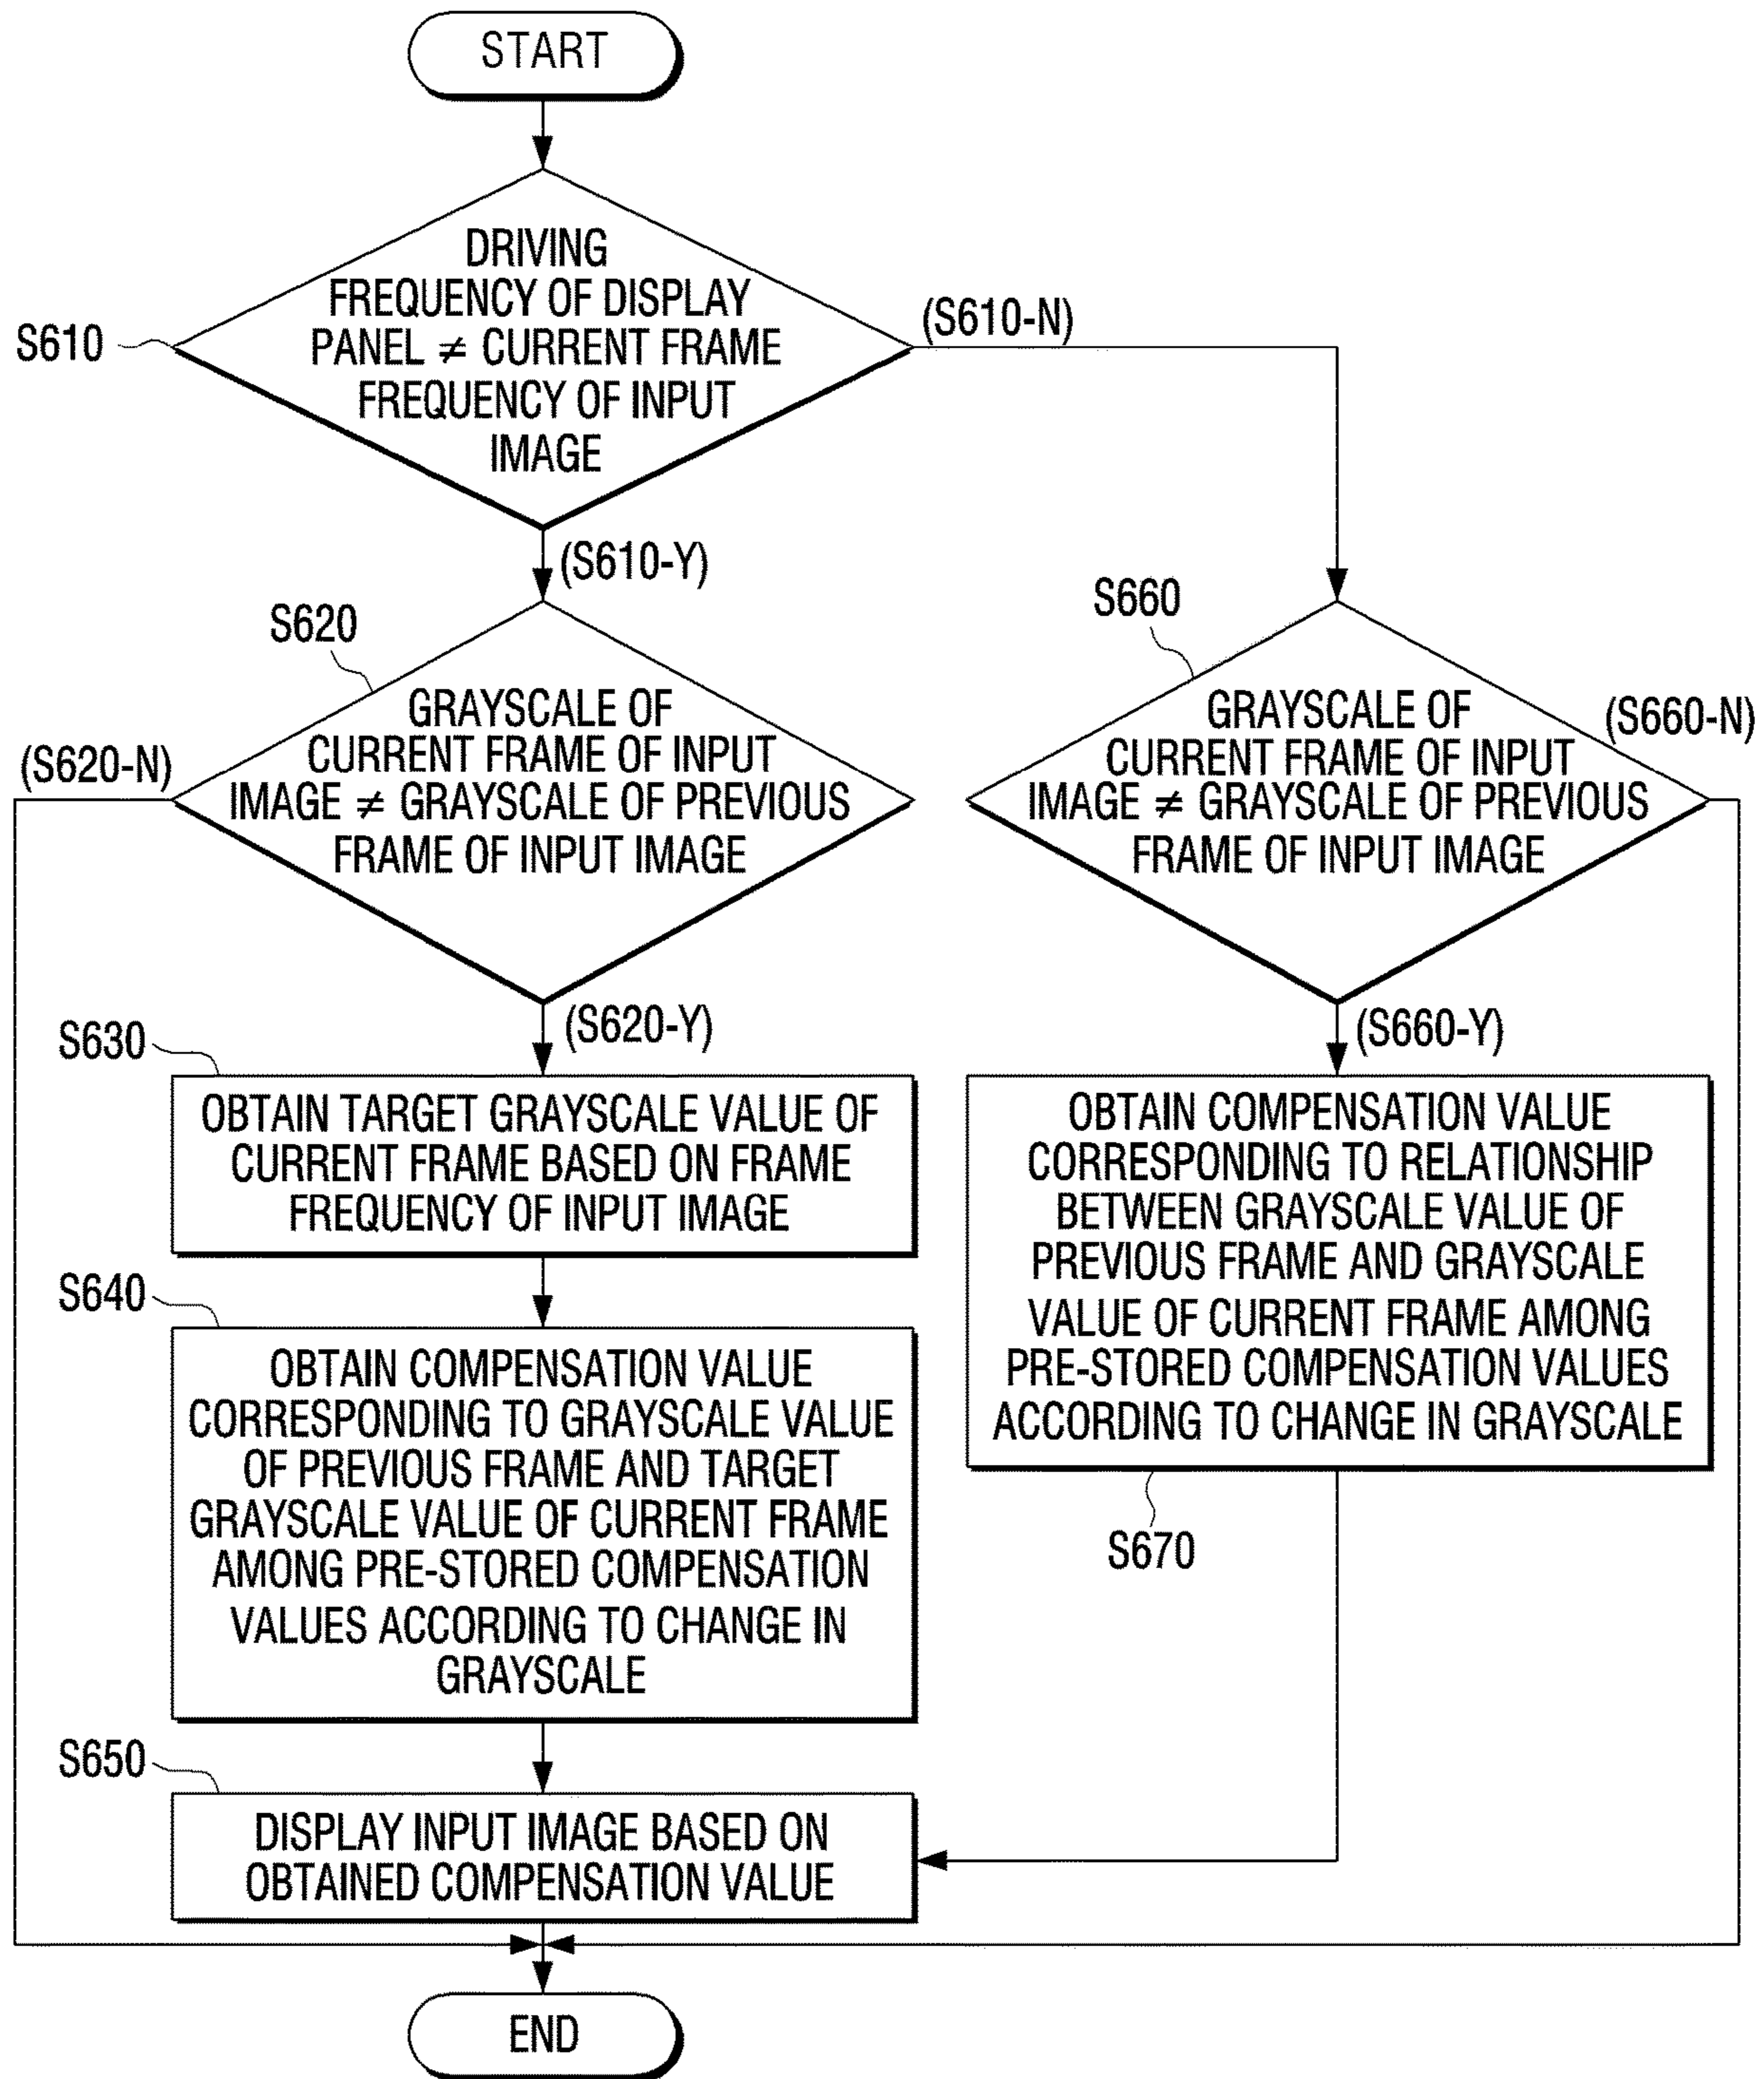 START
DRIVING
FREQUENCY OF DISPLAY
PANEL ≠ CURRENT FRAME
FREQUENCY OF INPUT
IMAGE
S610
(S610-N)
(S610-Y)
S620
GRAYSCALE OF
CURRENT FRAME OF INPUT
IMAGE ≠ GRAYSCALE OF PREVIOUS
FRAME OF INPUT IMAGE
(S620-N)
(S620-Y)
S660
GRAYSCALE OF
CURRENT FRAME OF INPUT
IMAGE ≠ GRAYSCALE OF PREVIOUS
FRAME OF INPUT IMAGE
(S660-N)
(S660-Y)
S630
OBTAIN TARGET GRAYSCALE VALUE OF
CURRENT FRAME BASED ON FRAME
FREQUENCY OF INPUT IMAGE
S640
OBTAIN COMPENSATION VALUE
CORRESPONDING TO GRAYSCALE VALUE
OF PREVIOUS FRAME AND TARGET
GRAYSCALE VALUE OF CURRENT FRAME
AMONG PRE-STORED COMPENSATION
VALUES ACCORDING TO CHANGE IN
GRAYSCALE
OBTAIN COMPENSATION VALUE
CORRESPONDING TO RELATIONSHIP
BETWEEN GRAYSCALE VALUE OF
PREVIOUS FRAME AND GRAYSCALE
VALUE OF CURRENT FRAME AMONG
PRE-STORED COMPENSATION VALUES
ACCORDING TO CHANGE IN GRAYSCALE
S670
S650
DISPLAY INPUT IMAGE BASED ON
OBTAINED COMPENSATION VALUE
END